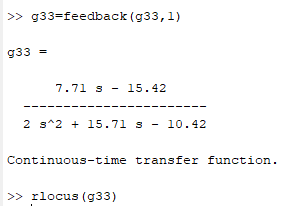 >> g33=feedback(g33,1)
g33 =
7.71 s - 15.42
-----------------------
2 s^2 + 15.71 s - 10.42
Continuous-time transfer function.
>> rlocus(g33)